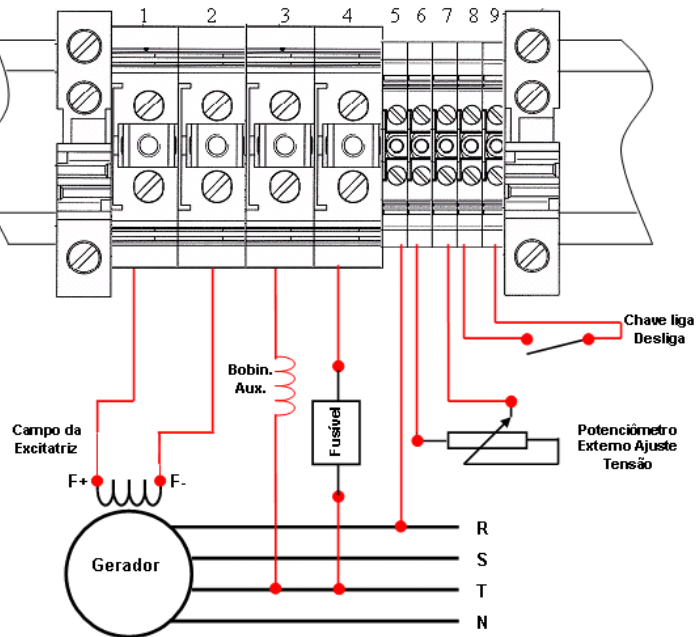 1 2 3 4 5 6 7 8 9
Chave liga
Desliga
Bobin.
Aux.
Fusível
Campo da
Excitatriz
Potenciômetro
Externo Ajuste
Tensão
F+ F-
Gerador
R
S
T
N